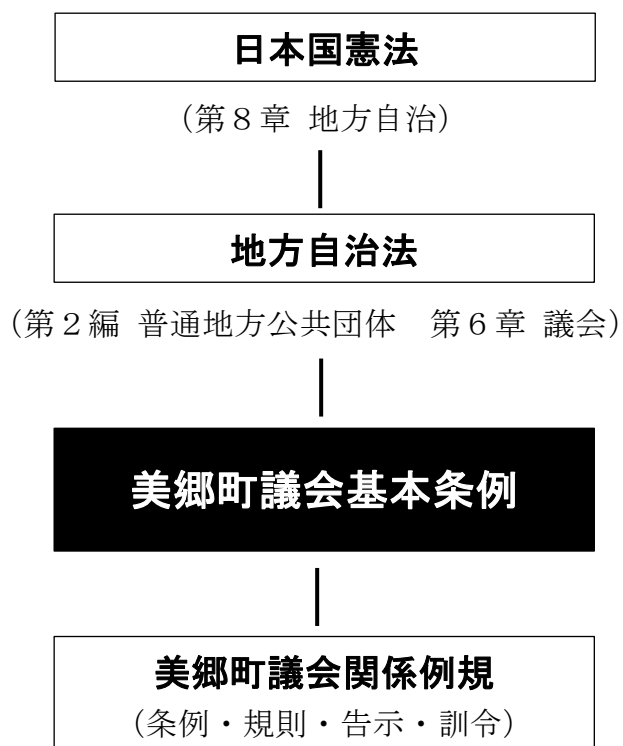 日本国憲法
（第８章 地方自治）
地方自治法
（第２編 普通地方公共団体　第６章 議会）
美郷町議会基本条例
美郷町議会関係例規
（条例・規則・告示・訓令）